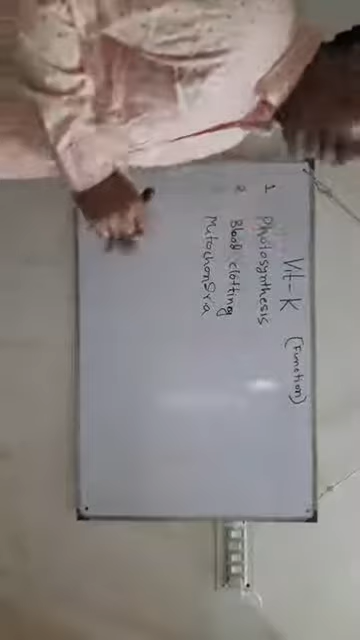 Vit-K (Function)
1 Photosynthesis
2 Blood clotting
Mitochondria